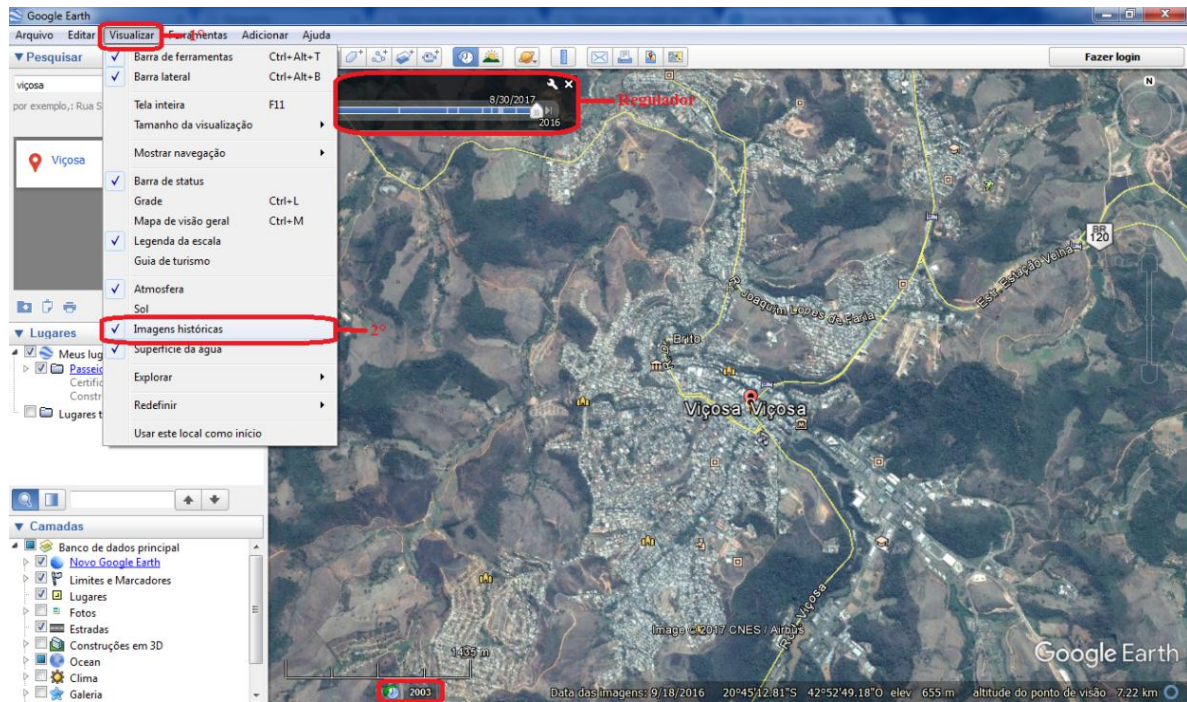 Google Earth
Arquivo Editar Visualizar 1º Ferramentas Adicionar Ajuda
Pesquisar
Fazer login
viçosa
por exemplo,: Rua S
Viçosa
Barra de ferramentas Ctrl+Alt+T
Barra lateral Ctrl+Alt+B
Tela inteira F11
Tamanho da visualização
Mostrar navegação
Barra de status
Grade Ctrl+L
Mapa de visão geral Ctrl+M
Legenda da escala
Guia de turismo
Atmosfera
Sol
Imagens históricas 2º
Superfície da água
Explorar
Redefinir
Usar este local como início
8/30/2017
2016
Regulador
N
BR
120
Estr. Estação Velha
R. Joaquim Lopes de Faria
Brito
Viçosa Viçosa
Lugares
Meus lug
Passeio
Certific
Constr
Lugares t
Camadas
Banco de dados principal
Novo Google Earth
Limites e Marcadores
Lugares
Fotos
Estradas
Construções em 3D
Ocean
Clima
Galeria
Viçosa
Image © 2017 CNES / Airbus
Google Earth
1435 m
2003
Data das imagens: 9/18/2016 20°45'12.81"S 42°52'49.18"O elev 655 m altitude do ponto de visão 7.22 km